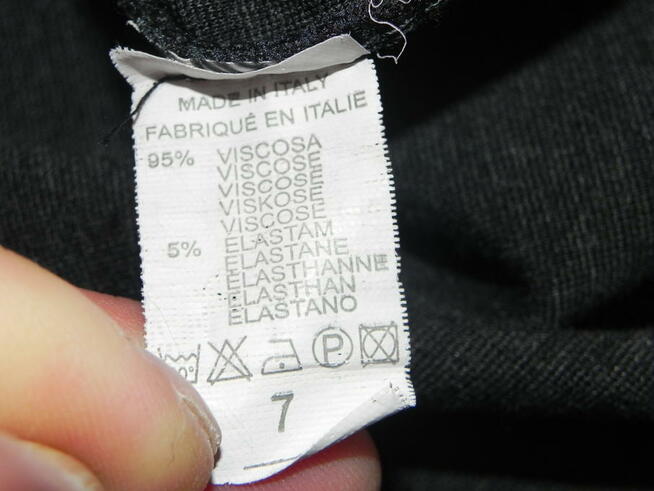 MADE IN ITALY
FABRIQUÉ EN ITALIE
95% VISCOSA
VISCOSE
VISCOSE
VISKOSE
VISCOSE
5% ELASTAM
ELASTANE
ELASTHANNE
ELASTHAN
ELASTANO
P
7